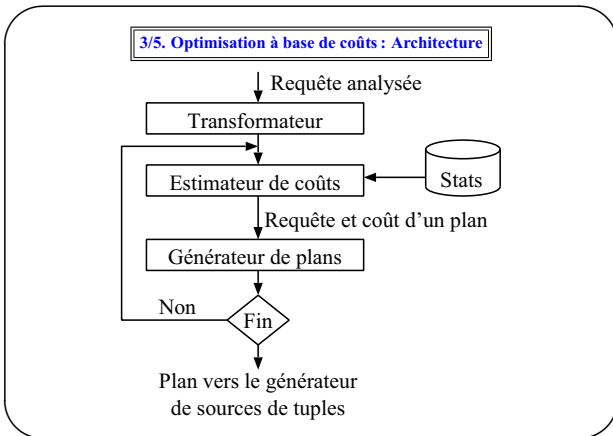 3/5. Optimisation à base de coûts : Architecture
Requête analysée
Transformateur
Estimateur de coûts
Stats
Requête et coût d’un plan
Générateur de plans
Non
Fin
Plan vers le générateur
de sources de tuples